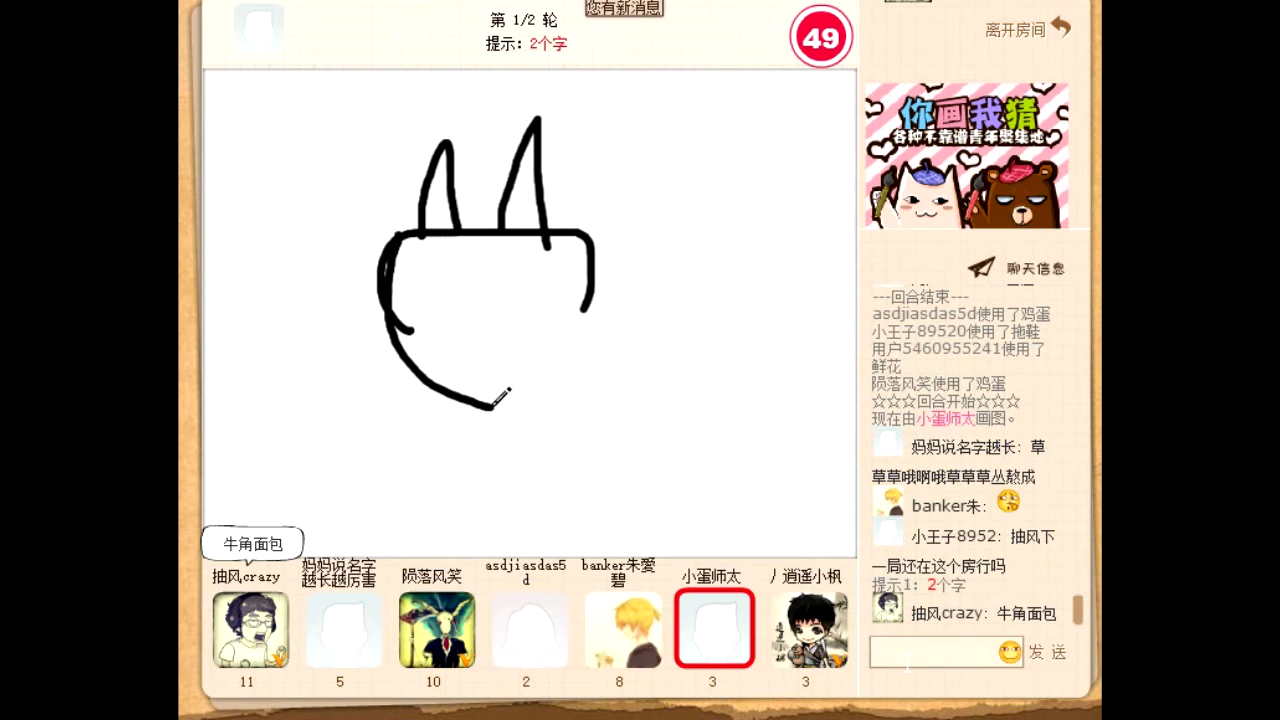 您有新消息
第 1/2 轮
提示：2个字
49
离开房间
你画我猜
各种不靠谱青年聚集地
聊天信息
---回合结束---
asdjiasdas5d使用了鸡蛋
小王子89520使用了拖鞋
用户5460955241使用了
鲜花
陨落风笑使用了鸡蛋
☆☆☆回合开始☆☆☆
现在由小蛋师太画图。
妈妈说名字越长：草
草草哦啊哦草草草丛熬成
banker朱：
小王子8952：抽风下
一局还在这个房行吗
提示1：2个字
抽风crazy：牛角面包
发 送
牛角面包
抽风crazy
妈妈说名字
越长越厉害
陨落风笑
asdjiasdas5
d
banker朱爱
碧
小蛋师太
丿逍遥小枫
11
5
10
2
8
3
3